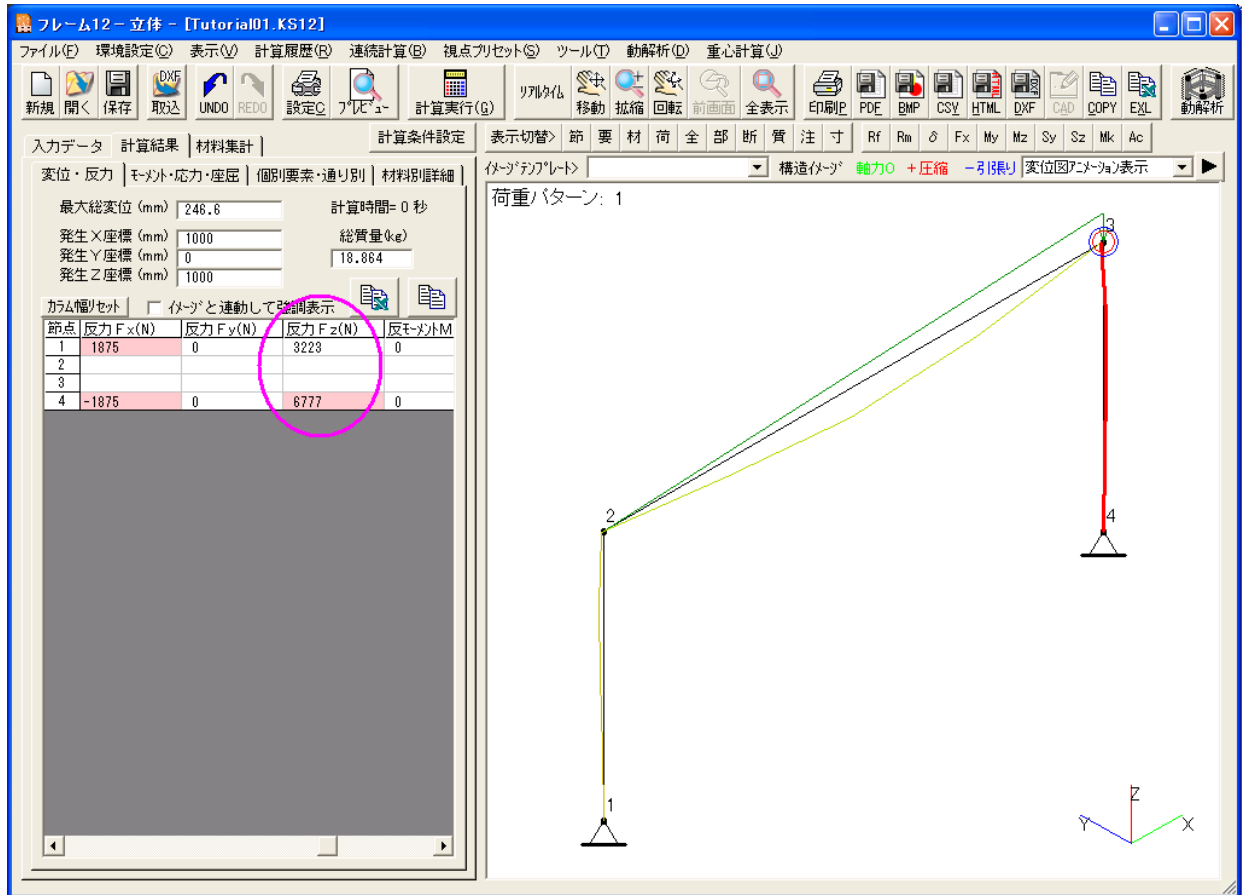 フレーム12－立体 - [Tutorial01.KS12]
ファイル(F) 環境設定(C) 表示(V) 計算履歴(R) 連続計算(B) 視点プリセット(S) ツール(T) 動解析(D) 重心計算(J)
新規 開く 保存 DXF 取込 UNDO REDO 設定C プレビュー 計算実行(G) リアルタイム 移動 拡縮 回転 前画面 全表示 印刷P PDF BMP CSV HTML DXF CAD COPY EXL 動解析
入力データ 計算結果 材料集計 計算条件設定 表示切替> 節 要 材 荷 全 部 断 質 注 寸 Rf Rm δ Fx My Mz Sy Sz Mk Ac
変位・反力 モーメント・応力・座屈 個別要素・通り別 材料別詳細 イメージテンプレート> 構造イメージ 軸力0 +圧縮 －引張り 変位図アニメーション表示
最大総変位 (mm) 246.6 計算時間= 0 秒
発生X座標 (mm) 1000 総質量(kg)
発生Y座標 (mm) 0 18.864
発生Z座標 (mm) 1000
カラム幅リセット イメージと連動して強調表示
節点 反力Fx(N) 反力Fy(N) 反力Fz(N) 反モーメントM
1 1875 0 3223 0
2
3
4 -1875 0 6777 0
荷重パターン: 1
3
2
4
1
Z
Y
X